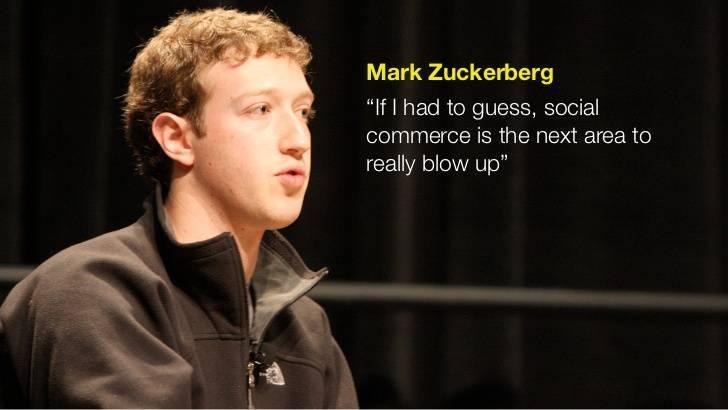 Mark Zuckerberg
“If I had to guess, social
commerce is the next area to
really blow up”